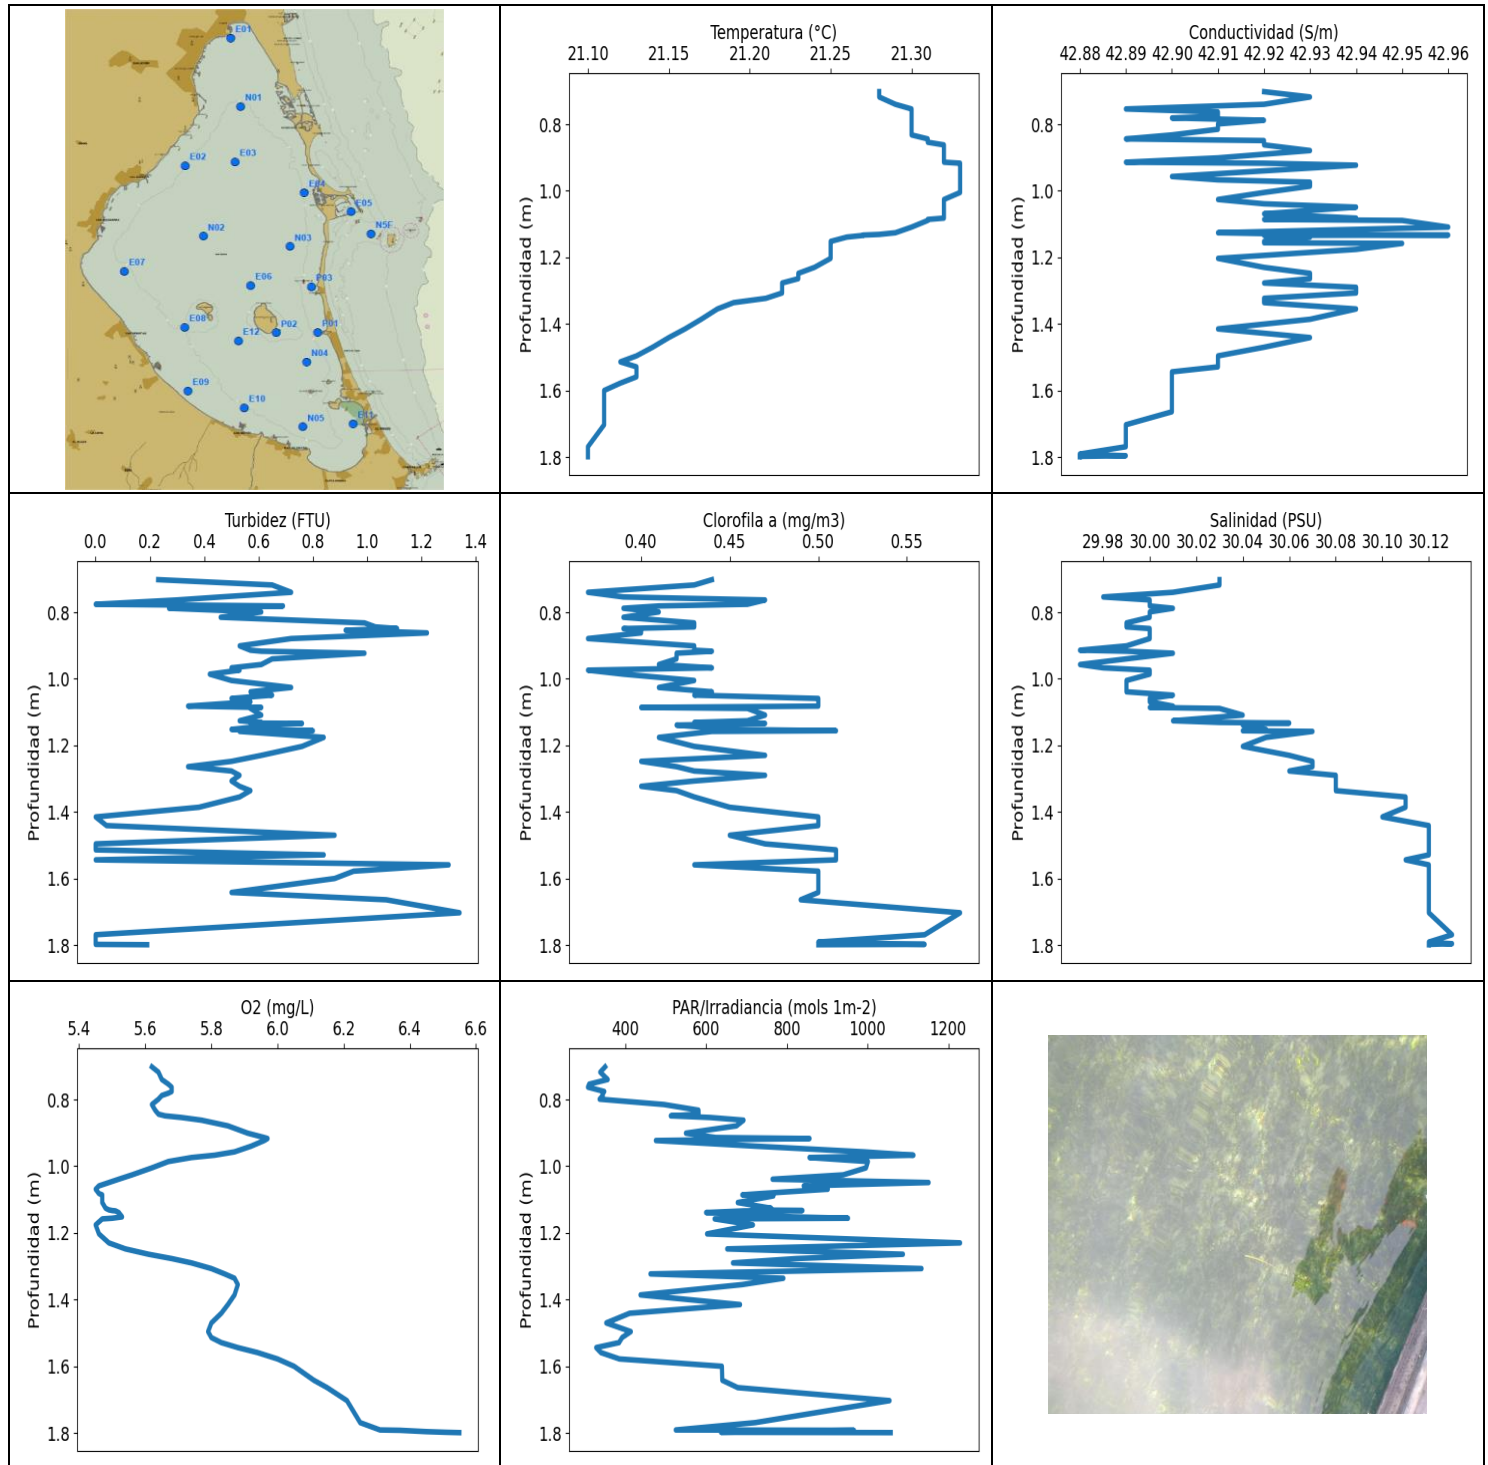 E01
N01
E02
E03
E04
E05
N5F
N02
N03
E07
E06
P03
E08
E12
P02
P01
N04
E09
E10
N05
E11
Temperatura (°C)
21.10 21.15 21.20 21.25 21.30
Profundidad (m)
0.8
1.0
1.2
1.4
1.6
1.8
Conductividad (S/m)
42.88 42.89 42.90 42.91 42.92 42.93 42.94 42.95 42.96
Profundidad (m)
0.8
1.0
1.2
1.4
1.6
1.8
Turbidez (FTU)
0.0 0.2 0.4 0.6 0.8 1.0 1.2 1.4
Profundidad (m)
0.8
1.0
1.2
1.4
1.6
1.8
Clorofila a (mg/m3)
0.40 0.45 0.50 0.55
Profundidad (m)
0.8
1.0
1.2
1.4
1.6
1.8
Salinidad (PSU)
29.98 30.00 30.02 30.04 30.06 30.08 30.10 30.12
Profundidad (m)
0.8
1.0
1.2
1.4
1.6
1.8
O2 (mg/L)
5.4 5.6 5.8 6.0 6.2 6.4 6.6
Profundidad (m)
0.8
1.0
1.2
1.4
1.6
1.8
PAR/Irradiancia (mols 1m-2)
400 600 800 1000 1200
Profundidad (m)
0.8
1.0
1.2
1.4
1.6
1.8